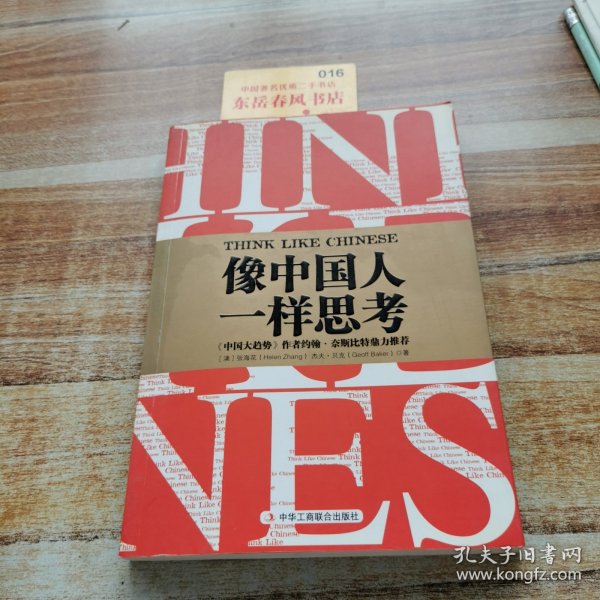 016
中国著名优质二手书店
东岳春风书店
THINK LIKE CHINESE
像中国人
一样思考
《中国大趋势》作者约翰·奈斯比特鼎力推荐
[澳] 张海花 (Helen Zhang) 杰夫·贝克 (Geoff Baker) ◎著
NES
中华工商联合出版社
孔夫子旧书网
www.kongfz.com